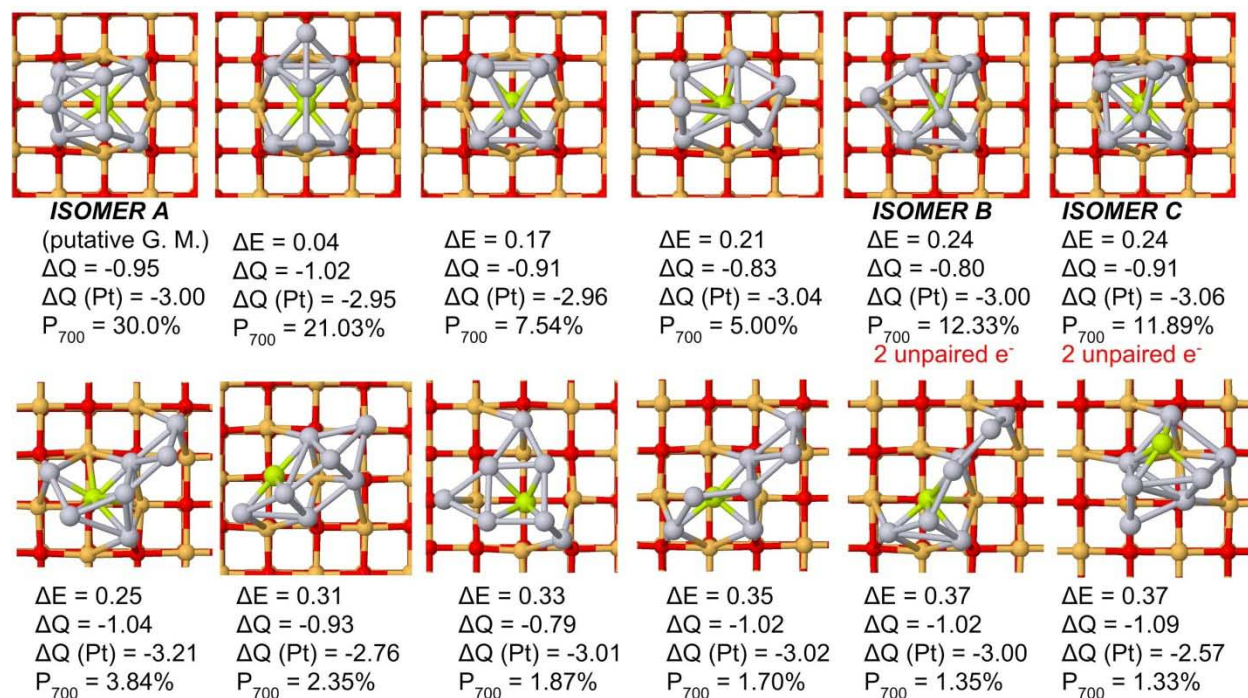 ISOMER A
(putative G. M.)
ΔQ = -0.95
ΔQ (Pt) = -3.00
P700 = 30.0%
ΔE = 0.04
ΔQ = -1.02
ΔQ (Pt) = -2.95
P700 = 21.03%
ΔE = 0.17
ΔQ = -0.91
ΔQ (Pt) = -2.96
P700 = 7.54%
ΔE = 0.21
ΔQ = -0.83
ΔQ (Pt) = -3.04
P700 = 5.00%
ISOMER B
ΔE = 0.24
ΔQ = -0.80
ΔQ (Pt) = -3.00
P700 = 12.33%
2 unpaired e-
ISOMER C
ΔE = 0.24
ΔQ = -0.91
ΔQ (Pt) = -3.06
P700 = 11.89%
2 unpaired e-
ΔE = 0.25
ΔQ = -1.04
ΔQ (Pt) = -3.21
P700 = 3.84%
ΔE = 0.31
ΔQ = -0.93
ΔQ (Pt) = -2.76
P700 = 2.35%
ΔE = 0.33
ΔQ = -0.79
ΔQ (Pt) = -3.01
P700 = 1.87%
ΔE = 0.35
ΔQ = -1.02
ΔQ (Pt) = -3.02
P700 = 1.70%
ΔE = 0.37
ΔQ = -1.02
ΔQ (Pt) = -3.00
P700 = 1.35%
ΔE = 0.37
ΔQ = -1.09
ΔQ (Pt) = -2.57
P700 = 1.33%